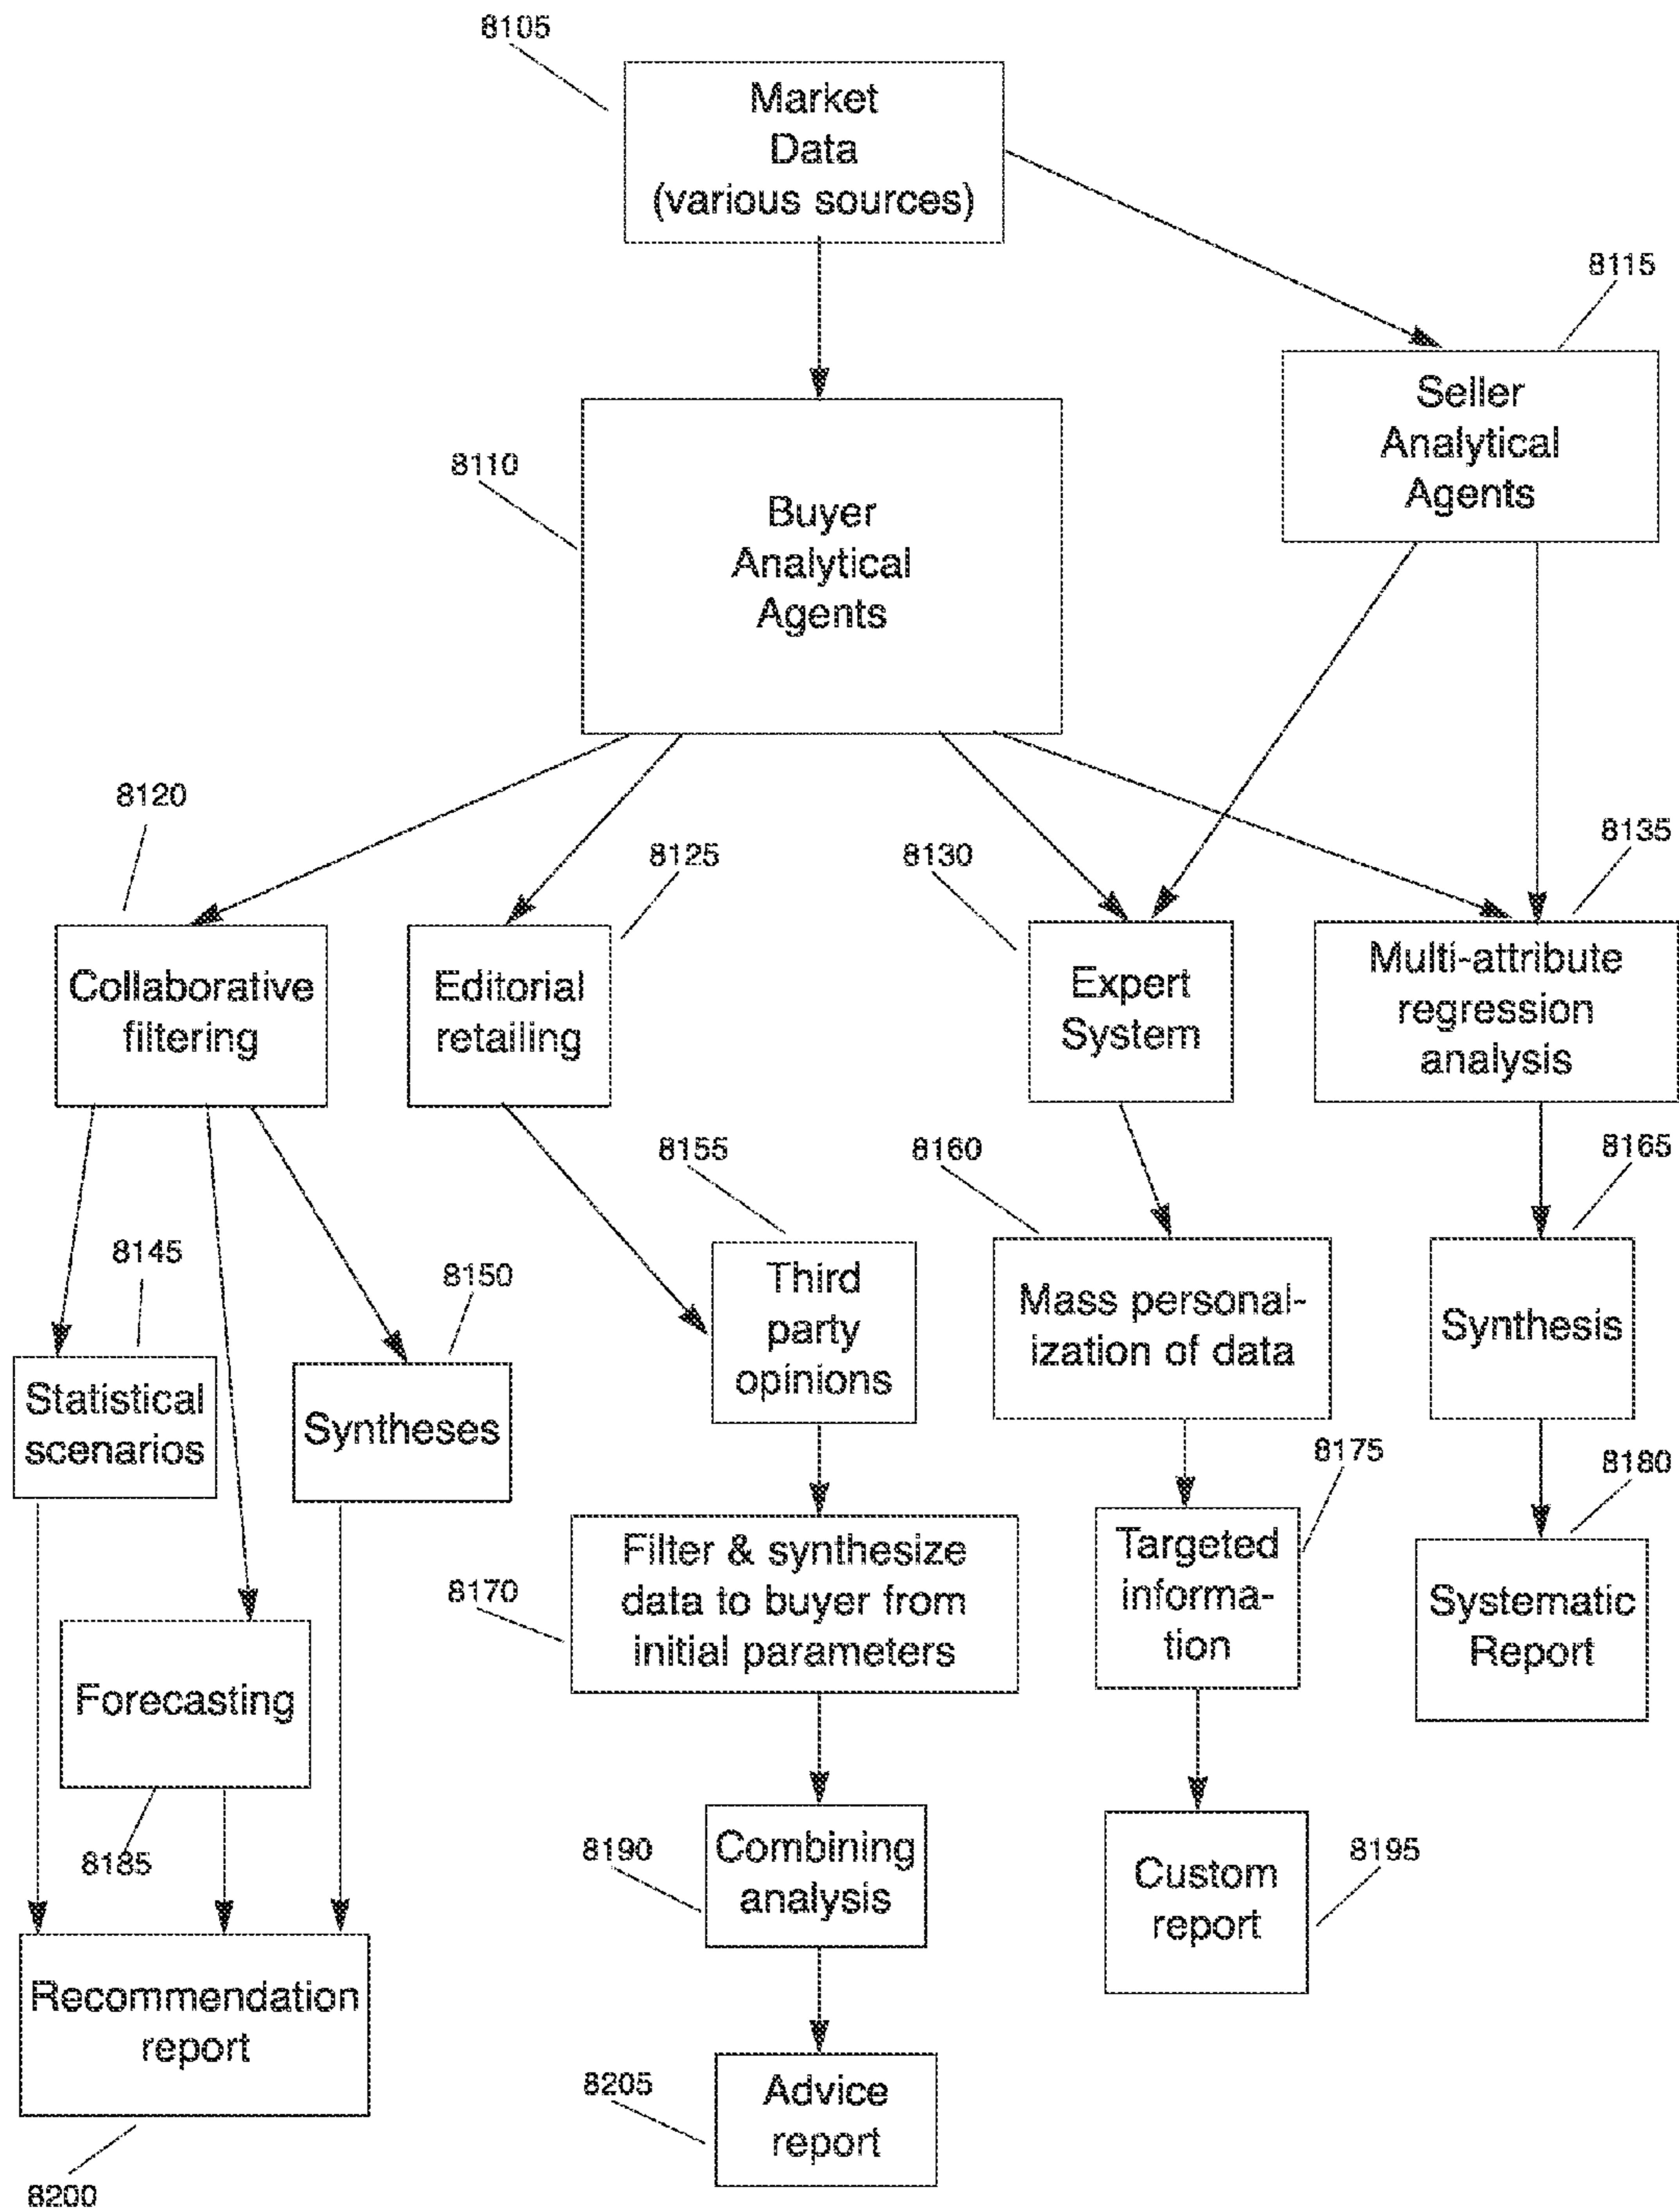 8105
Market
Data
(various sources)
8115
Seller
Analytical
Agents
8110
Buyer
Analytical
Agents
8120
8125
8130
8135
Collaborative
filtering
Editorial
retailing
Expert
System
Multi-attribute
regression
analysis
8155
8160
8165
8145
8150
Third
party
opinions
Mass personal-
ization of data
Synthesis
Statistical
scenarios
Syntheses
8175
8180
8170
Filter & synthesize
data to buyer from
initial parameters
Targeted
informa-
tion
Systematic
Report
Forecasting
8185
8190
Combining
analysis
Custom
report
8195
Recommendation
report
8205
Advice
report
8200